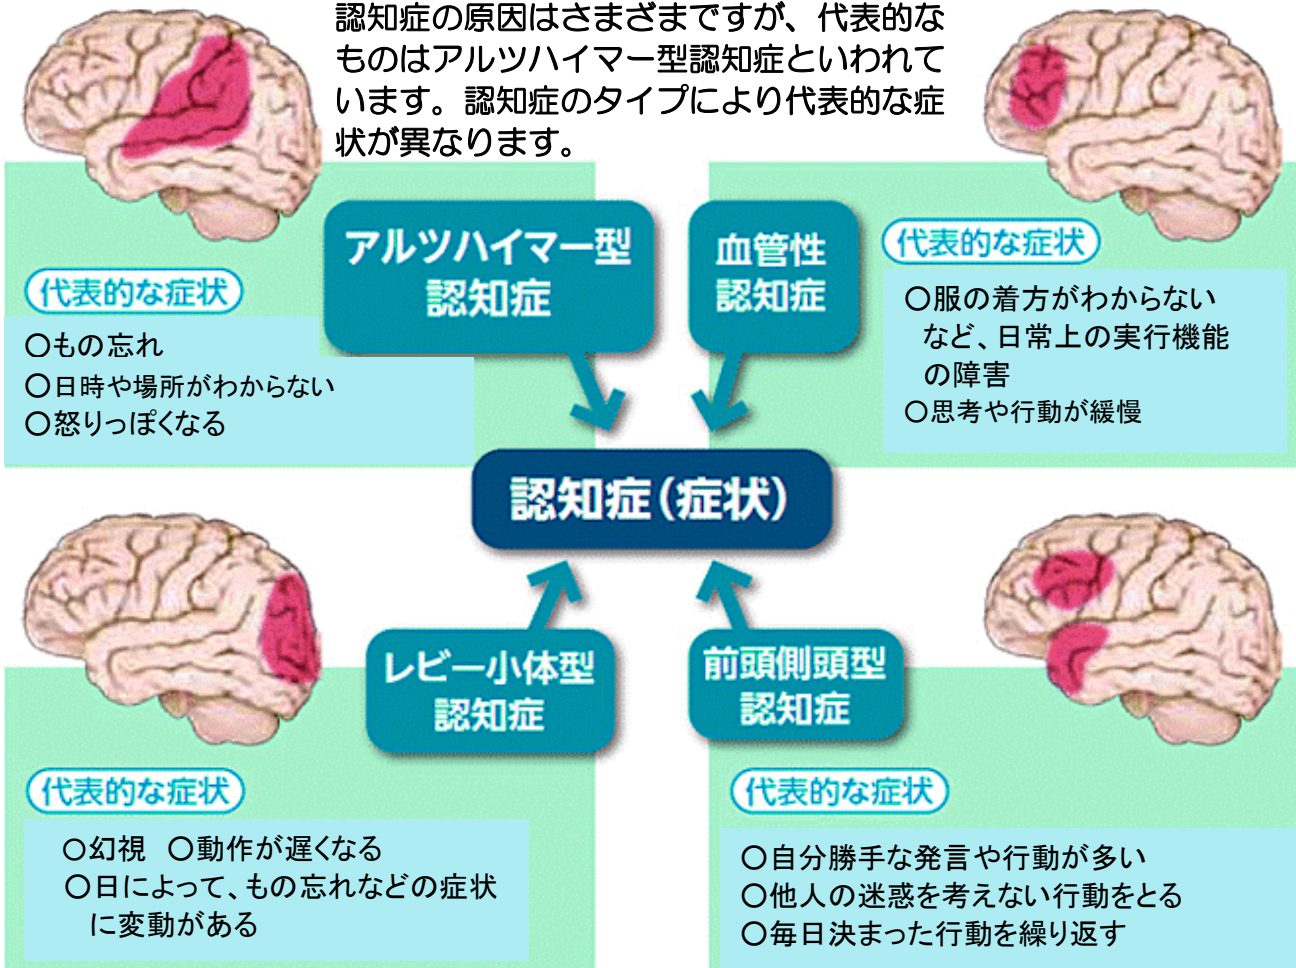 認知症の原因はさまざまですが、代表的な
ものはアルツハイマー型認知症といわれて
います。認知症のタイプにより代表的な症
状が異なります。
アルツハイマー型
認知症
代表的な症状
○もの忘れ
○日時や場所がわからない
○怒りっぽくなる
血管性
認知症
代表的な症状
○服の着方がわからない
など、日常上の実行機能
の障害
○思考や行動が緩慢
認知症(症状)
レビー小体型
認知症
代表的な症状
○幻視　○動作が遅くなる
○日によって、もの忘れなどの症状
に変動がある
前頭側頭型
認知症
代表的な症状
○自分勝手な発言や行動が多い
○他人の迷惑を考えない行動をとる
○毎日決まった行動を繰り返す